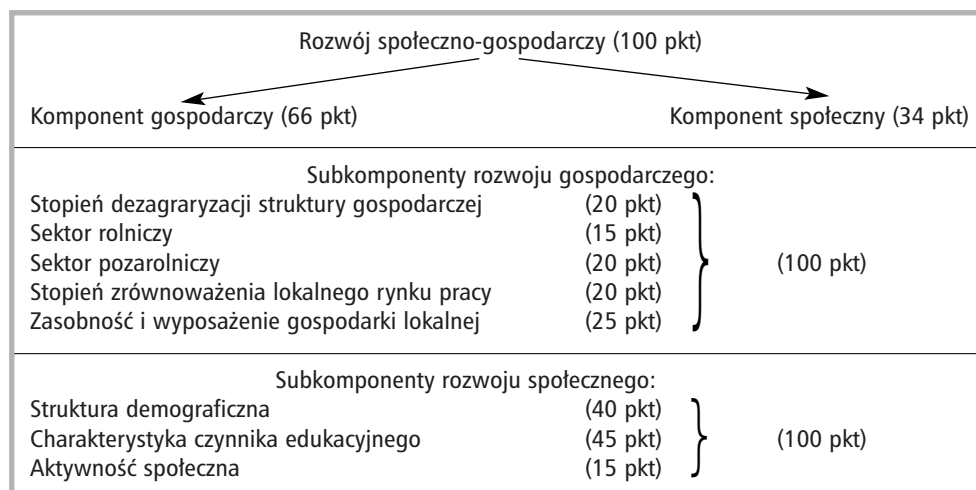 Rozwój społeczno-gospodarczy (100 pkt)
Komponent gospodarczy (66 pkt) Komponent społeczny (34 pkt)
Subkomponenty rozwoju gospodarczego:
Stopień dezagraryzacji struktury gospodarczej (20 pkt)
Sektor rolniczy (15 pkt)
Sektor pozarolniczy (20 pkt) (100 pkt)
Stopień zrównoważenia lokalnego rynku pracy (20 pkt)
Zasobność i wyposażenie gospodarki lokalnej (25 pkt)
Subkomponenty rozwoju społecznego:
Struktura demograficzna (40 pkt)
Charakterystyka czynnika edukacyjnego (45 pkt) (100 pkt)
Aktywność społeczna (15 pkt)